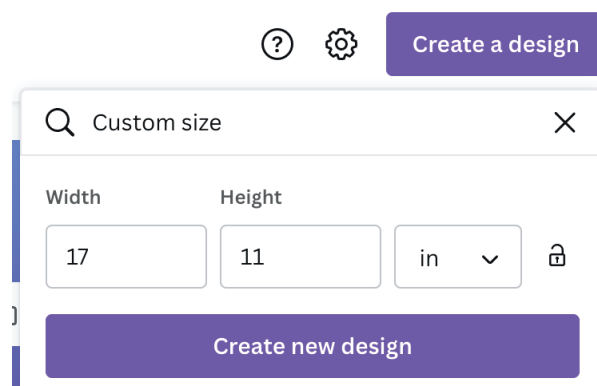 Create a design
Custom size
Width Height
17 11 in
Create new design